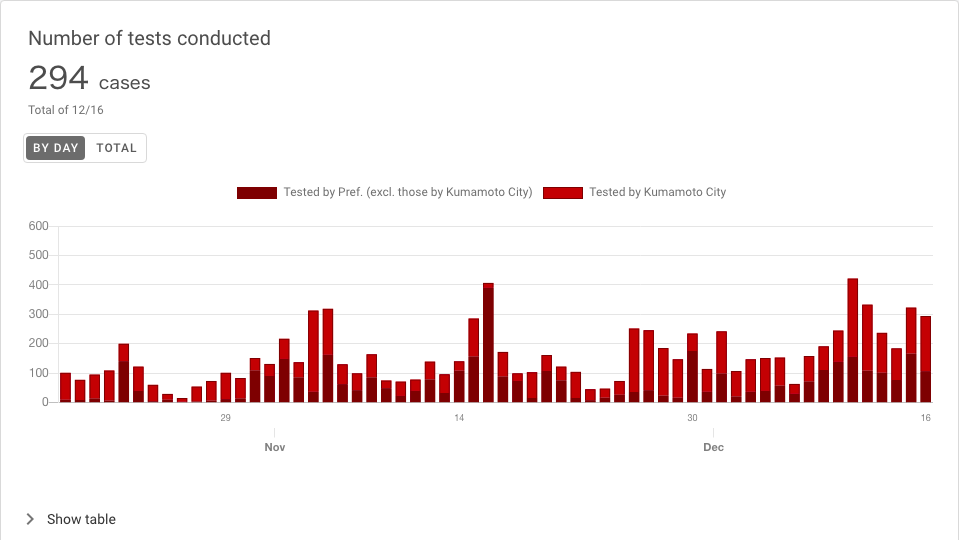 Number of tests conducted
294 cases
Total of 12/16
BY DAY TOTAL
Tested by Pref. (excl. those by Kumamoto City) Tested by Kumamoto City
600
500
400
300
200
100
0
29 14 30 16
Nov Dec
Show table